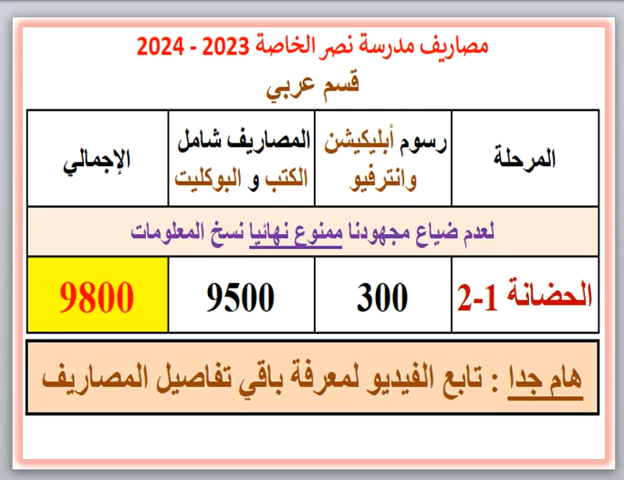 مصاريف مدرسة نصر الخاصة 2023 - 2024
قسم عربي
المرحلة
رسوم أبليكيشن
وانترفيو
المصاريف شامل
الكتب و البوكليت
الإجمالي
لعدم ضياع مجهودنا ممنوع نهائيا نسخ المعلومات
الحضانة 1-2
300
9500
9800
هام جدا : تابع الفيديو لمعرفة باقي تفاصيل المصاريف